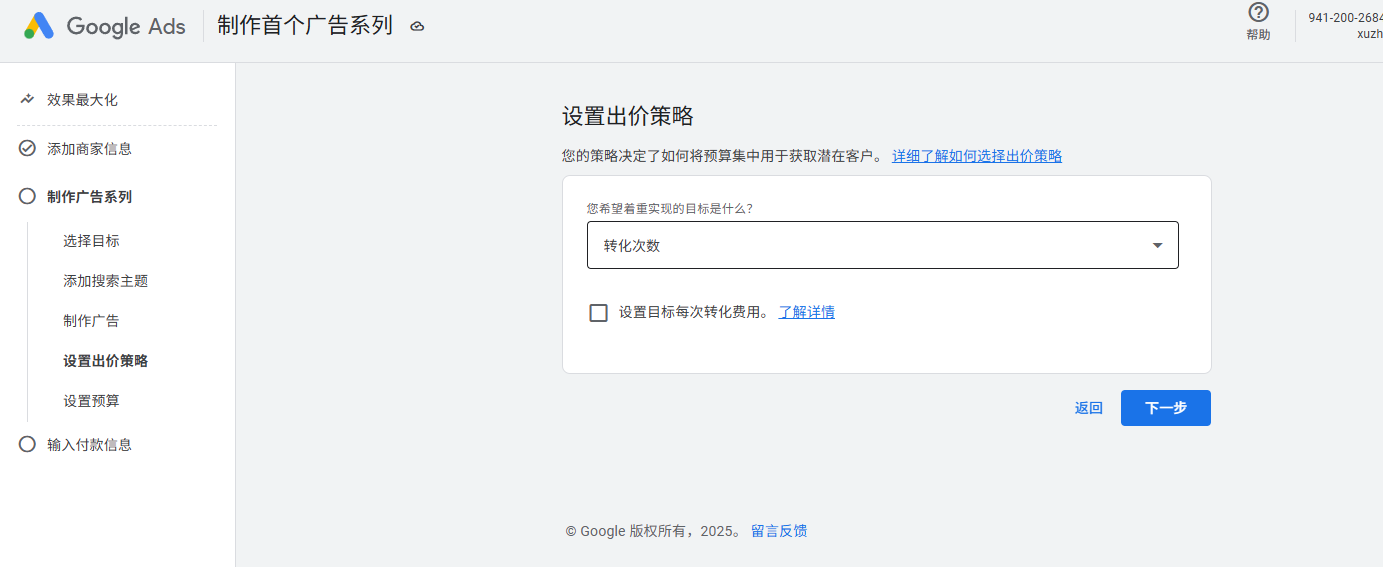 Google Ads
制作首个广告系列
帮助
941-200-2684
xuzh
效果最大化
添加商家信息
制作广告系列
选择目标
添加搜索主题
制作广告
设置出价策略
设置预算
输入付款信息
设置出价策略
您的策略决定了如何将预算集中用于获取潜在客户。 详细了解如何选择出价策略
您希望着重实现的目标是什么？
转化次数
设置目标每次转化费用。 了解详情
返回
下一步
© Google 版权所有，2025。 留言反馈